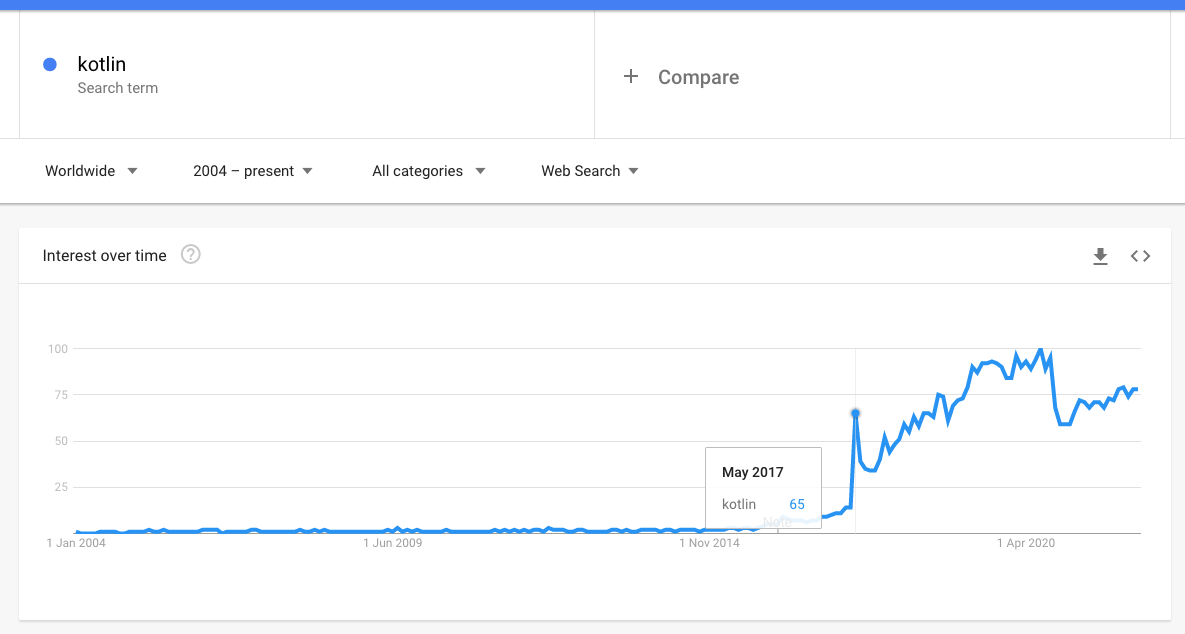 kotlin
Search term
+ Compare
Worldwide
2004 – present
All categories
Web Search
Interest over time ?
100
75
50
25
May 2017
kotlin 65
Note
1 Jan 2004
1 Jun 2009
1 Nov 2014
1 Apr 2020